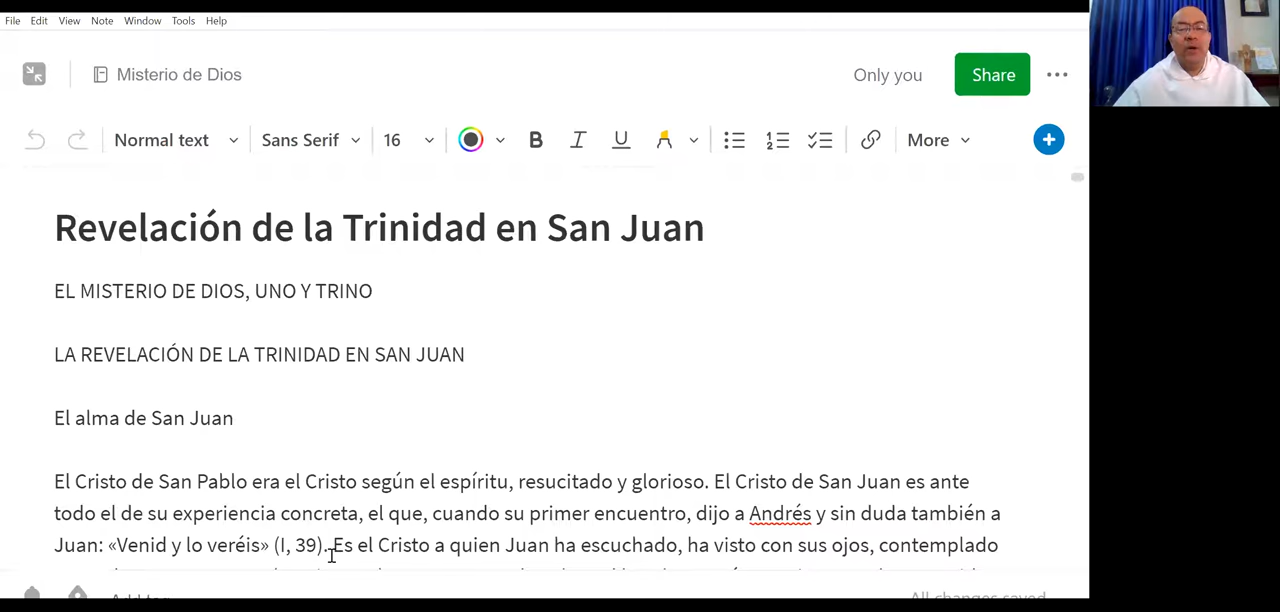 File Edit View Note Window Tools Help
Misterio de Dios
Only you
Share
Normal text
Sans Serif
16
B I U
More
Revelación de la Trinidad en San Juan
EL MISTERIO DE DIOS, UNO Y TRINO
LA REVELACIÓN DE LA TRINIDAD EN SAN JUAN
El alma de San Juan
El Cristo de San Pablo era el Cristo según el espíritu, resucitado y glorioso. El Cristo de San Juan es ante
todo el de su experiencia concreta, el que, cuando su primer encuentro, dijo a Andrés y sin duda también a
Juan: «Venid y lo veréis» (I, 39). Es el Cristo a quien Juan ha escuchado, ha visto con sus ojos, contemplado
Add tag
All changes saved